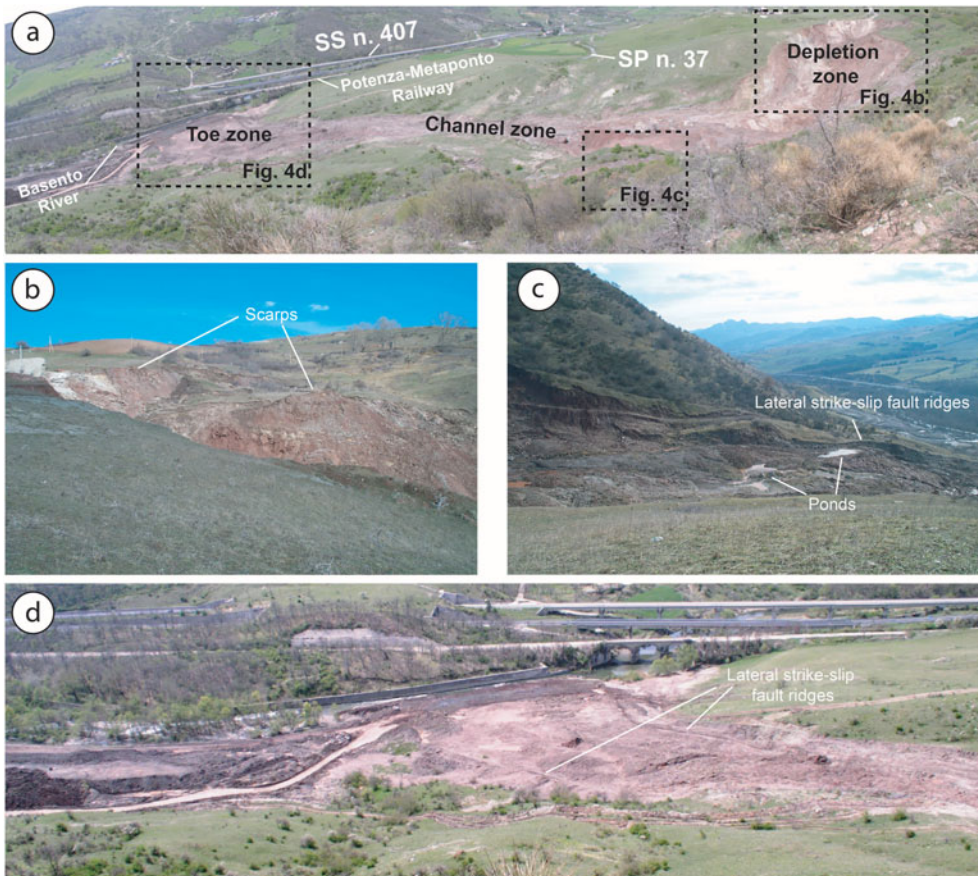 a
SS n. 407
Potenza-Metaponto
Railway
SP n. 37
Depletion
zone
Fig. 4b
Toe zone
Channel zone
Fig. 4d
Fig. 4c
Basento
River
b
Scarps
c
Lateral strike-slip fault ridges
Ponds
d
Lateral strike-slip
fault ridges